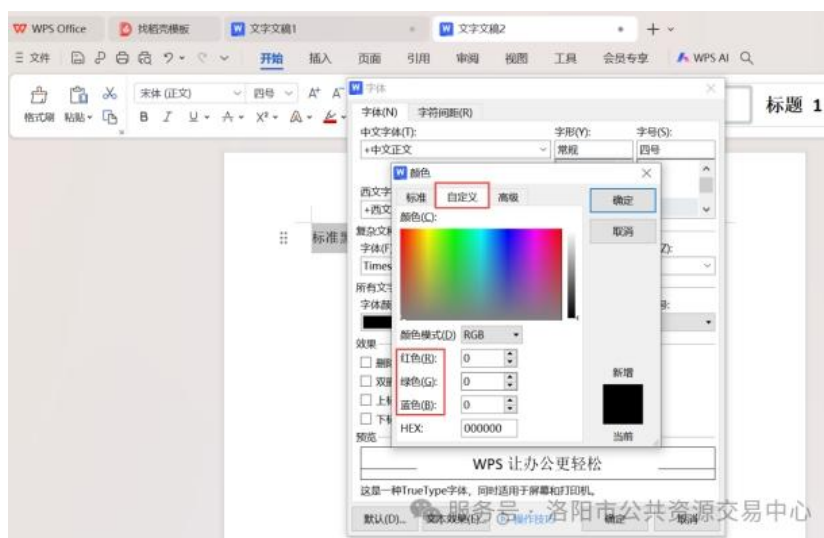 WPS Office 找稻壳模板 文字文稿1 文字文稿2
文件 开始 插入 页面 引用 审阅 视图 工具 会员专享 WPS AI
格式刷 粘贴 宋体 (正文) 四号 A+ A-
B I U A X² A
标题 1
字体
字体(N) 字符间距(R)
中文字体(T): 字形(Y): 字号(S):
+中文正文 常规 四号
颜色
西文字
标准 自定义 高级 确定
+西文
颜色(C):
取消
标准
复杂文
字体(F Z):
Times
所有文字
字体颜 号:
颜色模式(D) RGB
效果
红色(R): 0
绿色(G): 0
蓝色(B): 0
HEX: 000000
新增
当前
删除
双删
上标
下标
预览
WPS 让办公更轻松
这是一种TrueType字体，同时适用于屏幕和打印机。
默认(D)... 文本效果(E)... 操作技巧 确定 取消
服务号 · 洛阳市公共资源交易中心